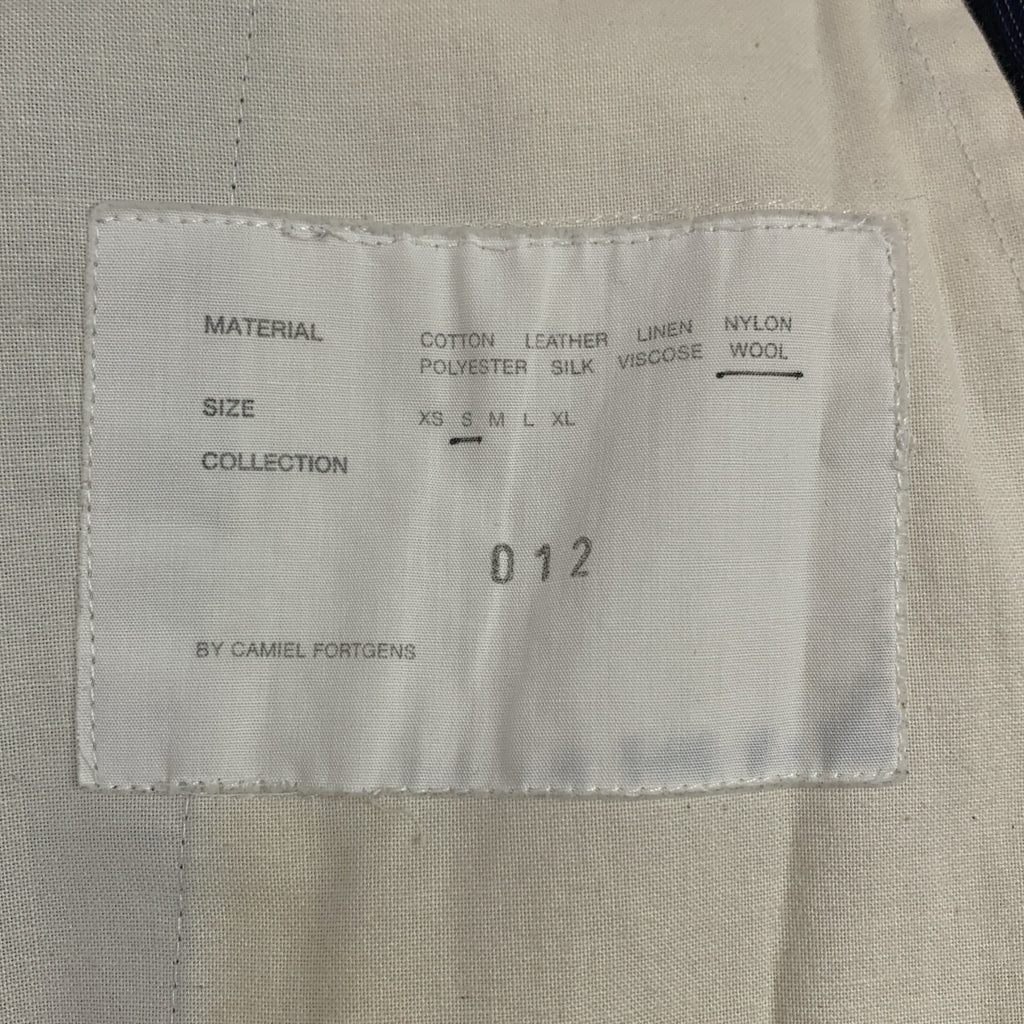 MATERIAL COTTON LEATHER LINEN NYLON
POLYESTER SILK VISCOSE WOOL
SIZE XS S M L XL
COLLECTION
012
BY CAMIEL FORTGENS